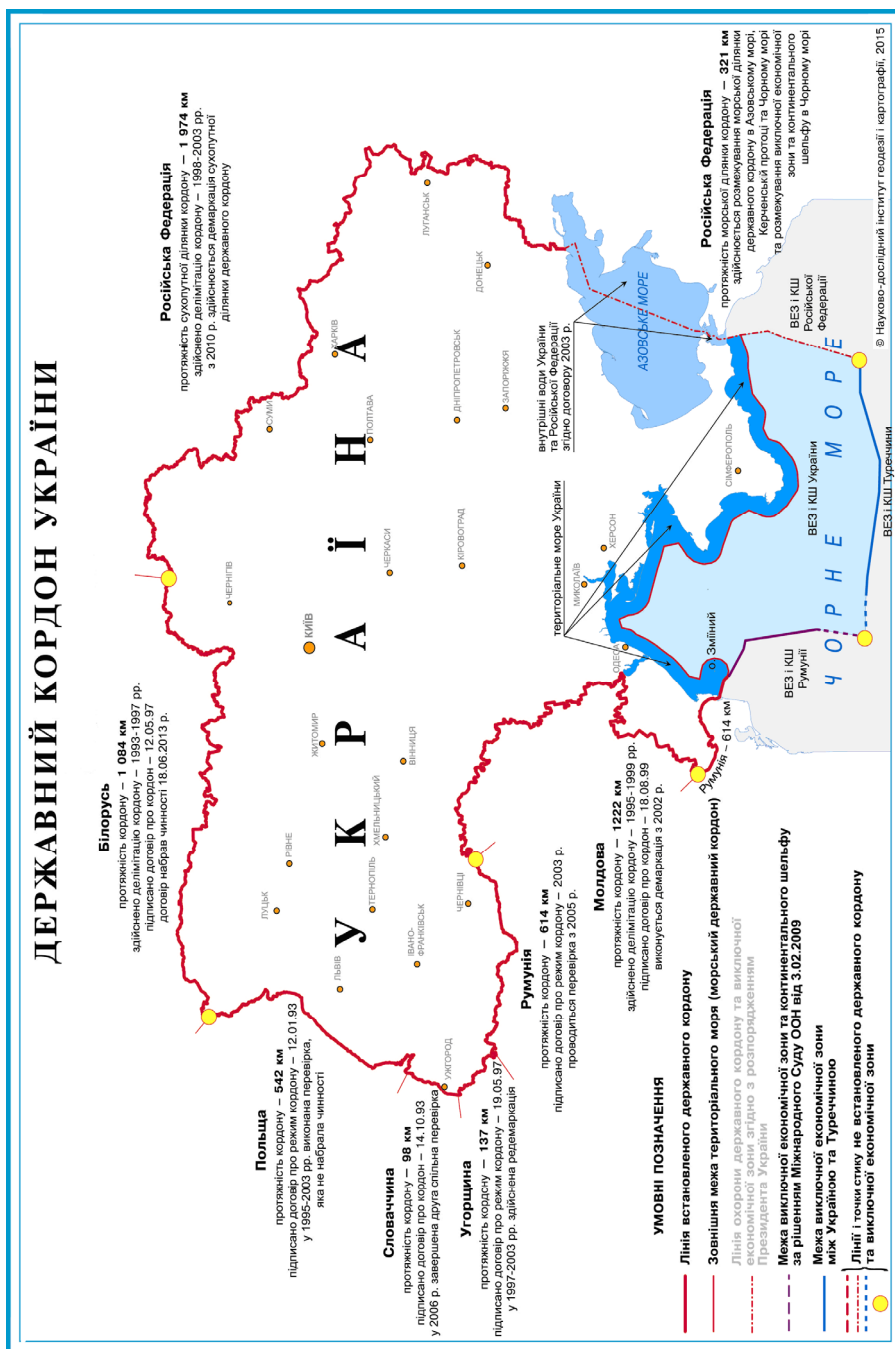 ДЕРЖАВНИЙ КОРДОН УКРАЇНИ
Білорусь
протяжність кордону – 1 084 км
здійснено делімітацію кордону – 1993-1997 рр.
підписано договір про кордон – 12.05.97
договір набрав чинності 18.06.2013 р.
Російська Федерація
протяжність сухопутної ділянки кордону – 1 974 км
здійснено делімітацію кордону – 1998-2003 рр.
з 2010 р. здійснюється демаркація сухопутної
ділянки державного кордону
Польща
протяжність кордону – 542 км
підписано договір про режим кордону – 12.01.93
у 1995-2003 рр. виконана перевірка,
яка не набрала чинності
Словаччина
протяжність кордону – 98 км
підписано договір про кордон – 14.10.93
у 2006 р. завершена друга спільна перевірка
Угорщина
протяжність кордсну – 137 км
підписано договір про режим кордону – 19.05.97
у 1997-2003 рр. здійснена редемаркація
Румунія
протяжність кордону – 614 км
підписано договір про режим кордону – 2003 р.
проводиться перевірка з 2005 р.
Молдова
протяжність кордону – 1222 км
здійснено делімітацію кордону – 1995-1999 рр.
підписано договір про кордон – 18.08.99
виконується демаркація з 2002 р.
Румунія – 614 км
Російська Федерація
протяжність морської ділянки кордону – 321 км
здійснюється розмежування морської ділянки
державного кордону в Азовському морі,
Керченській протоці та Чорному морі
та розмежування виключної економічної
зони та континентального
шельфу в Чорному морі
УКРАЇНА
ЛУЦЬК
РІВНЕ
ЖИТОМИР
КИЇВ
ЧЕРНІГІВ
СУМИ
ХАРКІВ
ПОЛТАВА
ЛУГАНСЬК
ДОНЕЦЬК
ДНІПРОПЕТРОВСЬК
ЗАПОРІЖЖЯ
ЧЕРКАСИ
КІРОВОГРАД
ВІННИЦЯ
ХМЕЛЬНИЦЬКИЙ
ТЕРНОПІЛЬ
ЛЬВІВ
ІВАНО-
ФРАНКІВСЬК
ЧЕРНІВЦІ
УЖГОРОД
МИКОЛАЇВ
ХЕРСОН
ОДЕСА
СІМФЕРОПОЛЬ
Зміїний
територіальне море України
внутрішні води України
та Російської Федерації
згідно договору 2003 р.
АЗОВСЬКЕ МОРЕ
ЧОРНЕ МОРЕ
ВЕЗ і КШ
Румунії
ВЕЗ і КШ України
ВЕЗ і КШ
Російської
Федерації
ВЕЗ і КШ Туреччини
УМОВНІ ПОЗНАЧЕННЯ
Лінія встановленого державного кордону
Зовнішня межа територіального моря (морський державний кордон)
Лінія охорони державного кордону та виключної
економічної зони згідно з розпорядженням
Президента України
Межа виключної економічної зони та континентального шельфу
за рішенням Міжнародного Суду ООН від 3.02.2009
Межа виключної економічної зони
між Україною та Туреччиною
Лінії і точки стику не встановленого державного кордону
та виключної економічної зони
© Науково-дослідний інститут геодезії і картографії, 2015